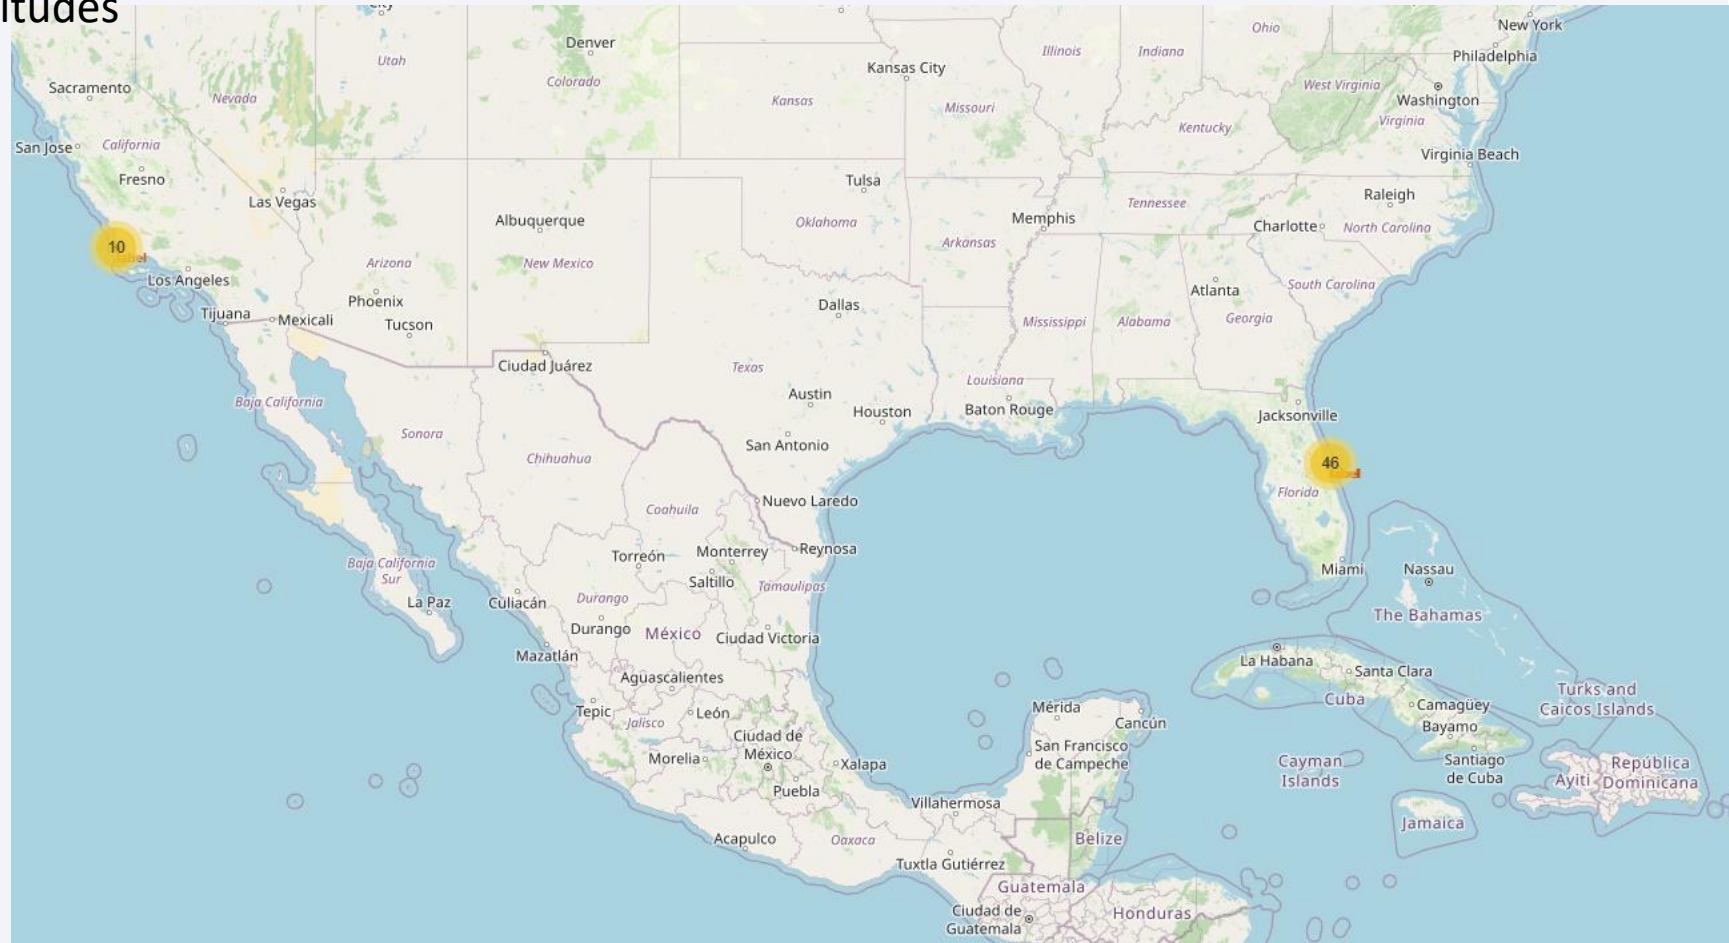 itudes
City
New York
Ohio
Denver
Illinois
Indiana
Philadelphia
Utah
Kansas City
Colorado
West Virginia
Sacramento
Nevada
Kansas
Missouri
Washington
Virginia
Kentucky
San Jose
California
Virginia Beach
Fresno
Tulsa
Raleigh
Las Vegas
Albuquerque
Oklahoma
Memphis
Tennessee
Charlotte
North Carolina
10
Arkansas
Arizona
New Mexico
Los Angeles
South Carolina
Phoenix
Dallas
Atlanta
Tijuana
Mexicali
Tucson
Mississippi
Alabama
Georgia
Ciudad Juárez
Texas
Louisiana
Austin
Baja California
Houston
Baton Rouge
Jacksonville
Sonora
San Antonio
Chihuahua
46
Florida
Nuevo Laredo
Coahuila
Torreón
Monterrey
Reynosa
Baja California
Sur
Saltillo
Tamaulipas
Miami
Nassau
La Paz
Culiacán
Durango
The Bahamas
Durango
México
Ciudad Victoria
Mazatlán
La Habana
Santa Clara
Aguascalientes
Turks and
Caicos Islands
Cuba
Camagüey
Tepic
León
Mérida
Jalisco
Cancún
Bayamo
Ciudad de
México
San Francisco
de Campeche
Morelia
Xalapa
Cayman
Islands
Santiago
de Cuba
Ayiti
República
Dominicana
Puebla
Villahermosa
Acapulco
Oaxaca
Belize
Jamaica
Tuxtla Gutiérrez
Guatemala
Ciudad de
Guatemala
Honduras